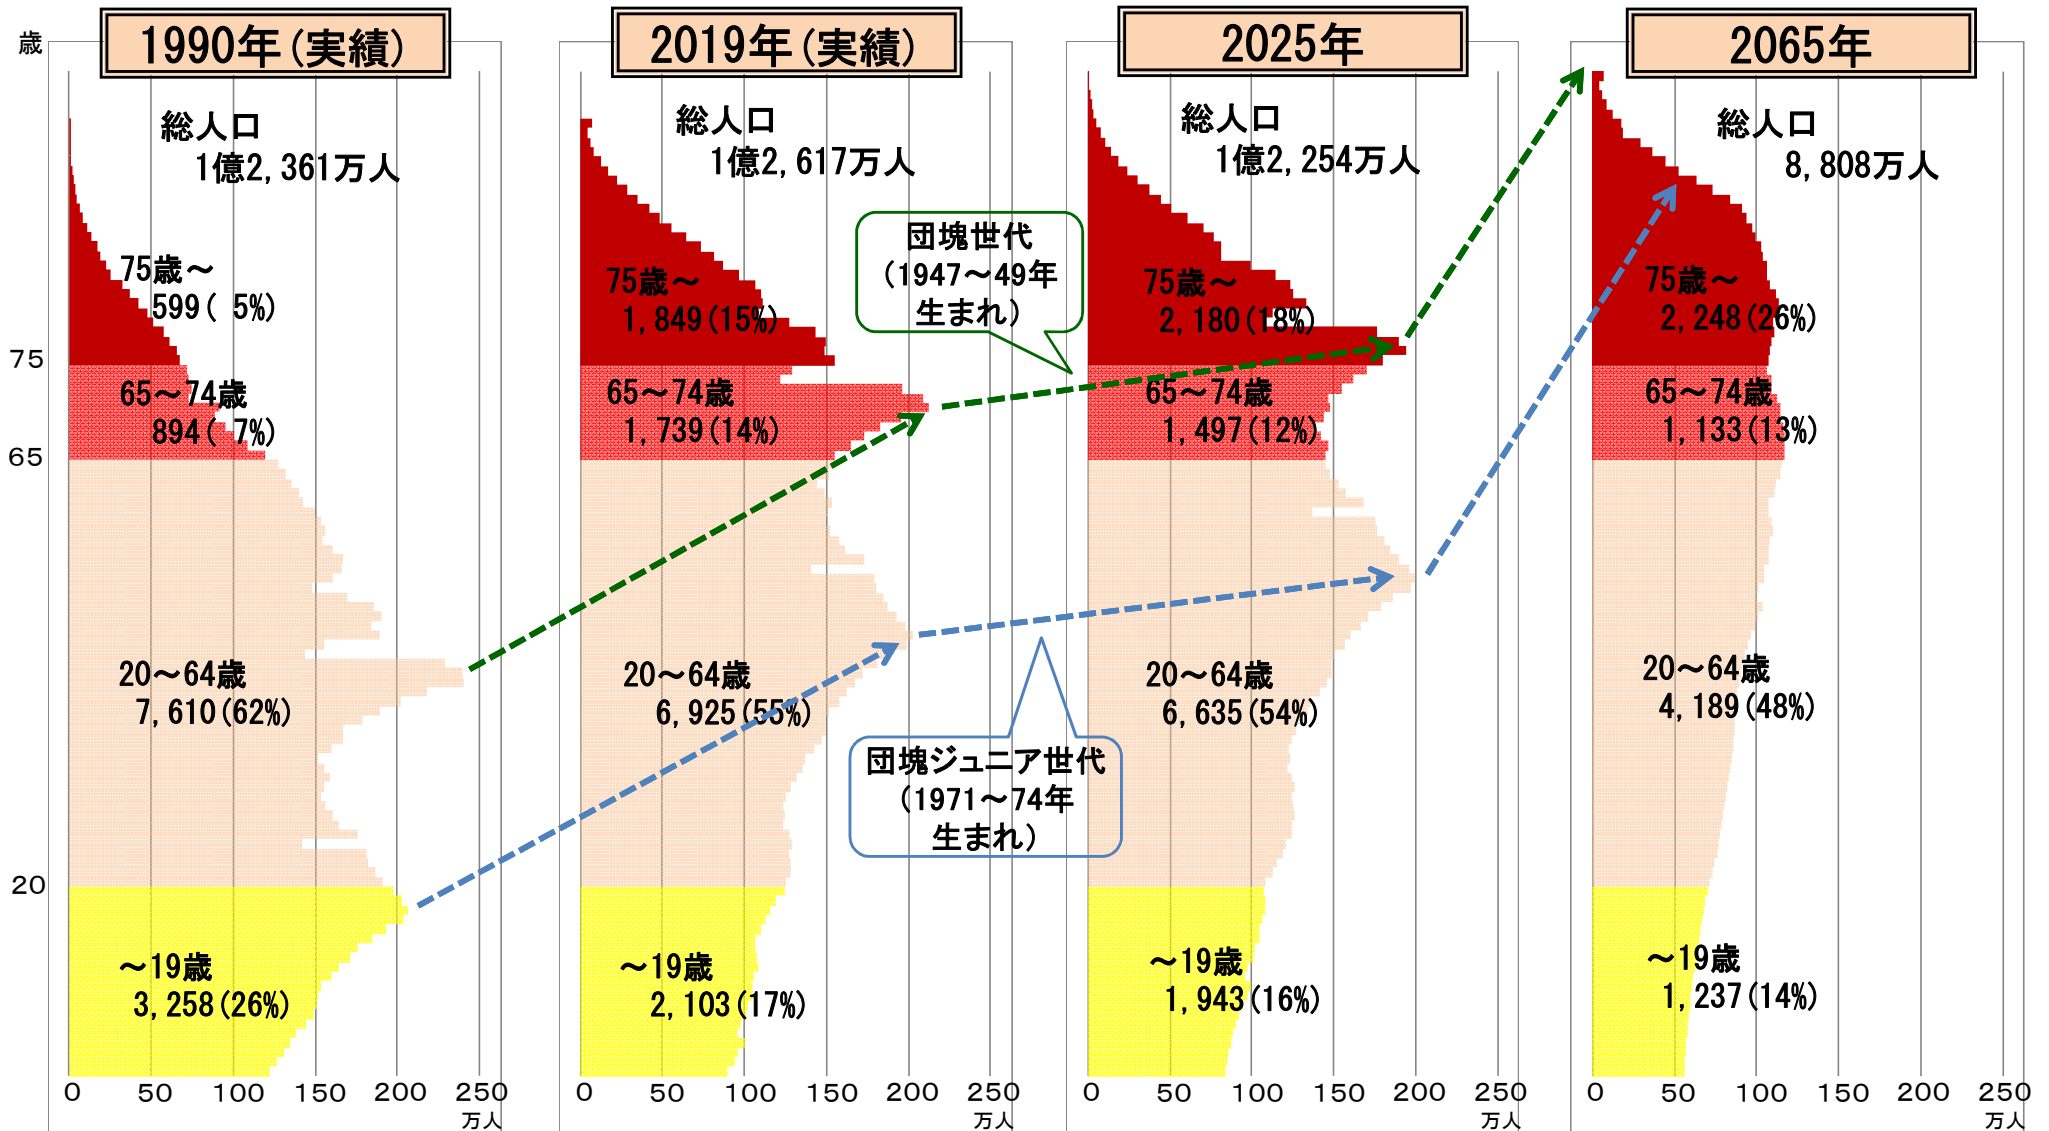 歳
1990年(実績)
総人口
1億2,361万人
75歳～
599( 5%)
65～74歳
894( 7%)
20～64歳
7,610(62%)
～19歳
3,258(26%)
75
65
20
0 50 100 150 200 250
万人
2019年(実績)
総人口
1億2,617万人
75歳～
1,849(15%)
65～74歳
1,739(14%)
20～64歳
6,925(55%)
～19歳
2,103(17%)
0 50 100 150 200 250
万人
団塊世代
(1947～49年
生まれ)
団塊ジュニア世代
(1971～74年
生まれ)
2025年
総人口
1億2,254万人
75歳～
2,180(18%)
65～74歳
1,497(12%)
20～64歳
6,635(54%)
～19歳
1,943(16%)
0 50 100 150 200 250
万人
2065年
総人口
8,808万人
75歳～
2,248(26%)
65～74歳
1,133(13%)
20～64歳
4,189(48%)
～19歳
1,237(14%)
0 50 100 150 200 250
万人